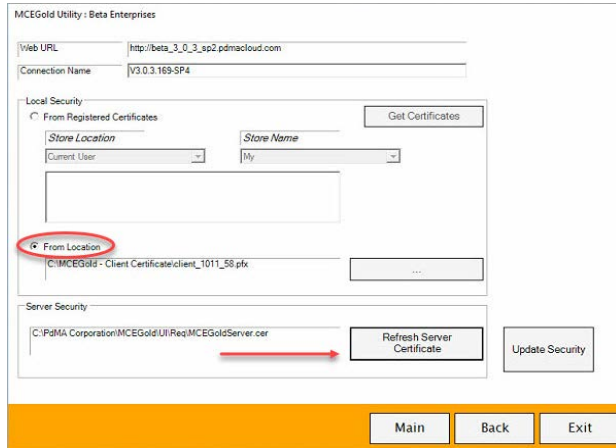 MCEGold Utility : Beta Enterprises
Web URL http://beta_3_0_3_sp2.pdmacloud.com
Connection Name V3.0.3.169-SP4
Local Security
From Registered Certificates Get Certificates
Store Location Store Name
Current User My
From Location
C:\MCEGold - Client Certificate\client_1011_58.pfx ...
Server Security
C:\PdMA Corporation\MCEGold\UI\Req\MCEGoldServer.cer
Refresh Server
Certificate
Update Security
Main Back Exit